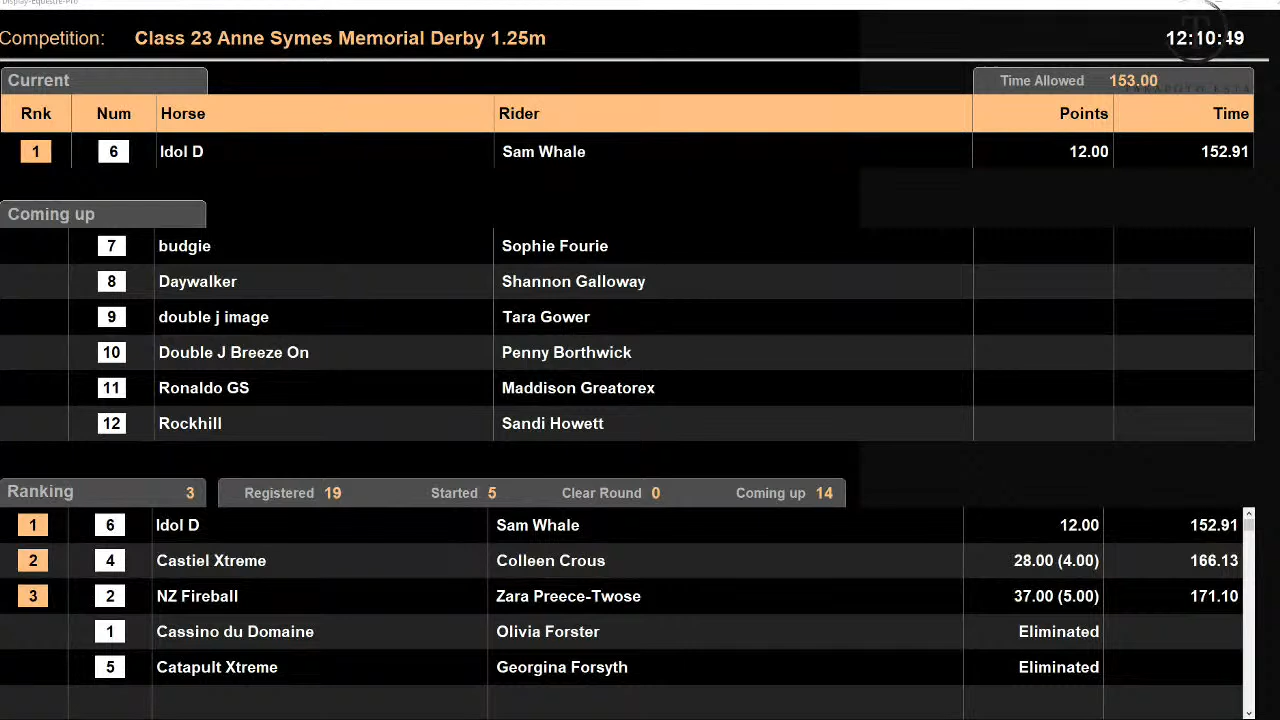 Display-Equestre-Pro
Competition: Class 23 Anne Symes Memorial Derby 1.25m 12:10:49
Current Time Allowed 153.00
Rnk Num Horse Rider Points Time
1 6 Idol D Sam Whale 12.00 152.91
Coming up
7 budgie Sophie Fourie
8 Daywalker Shannon Galloway
9 double j image Tara Gower
10 Double J Breeze On Penny Borthwick
11 Ronaldo GS Maddison Greatorex
12 Rockhill Sandi Howett
Ranking 3 Registered 19 Started 5 Clear Round 0 Coming up 14
1 6 Idol D Sam Whale 12.00 152.91
2 4 Castiel Xtreme Colleen Crous 28.00 (4.00) 166.13
3 2 NZ Fireball Zara Preece-Twose 37.00 (5.00) 171.10
1 Cassino du Domaine Olivia Forster Eliminated
5 Catapult Xtreme Georgina Forsyth Eliminated